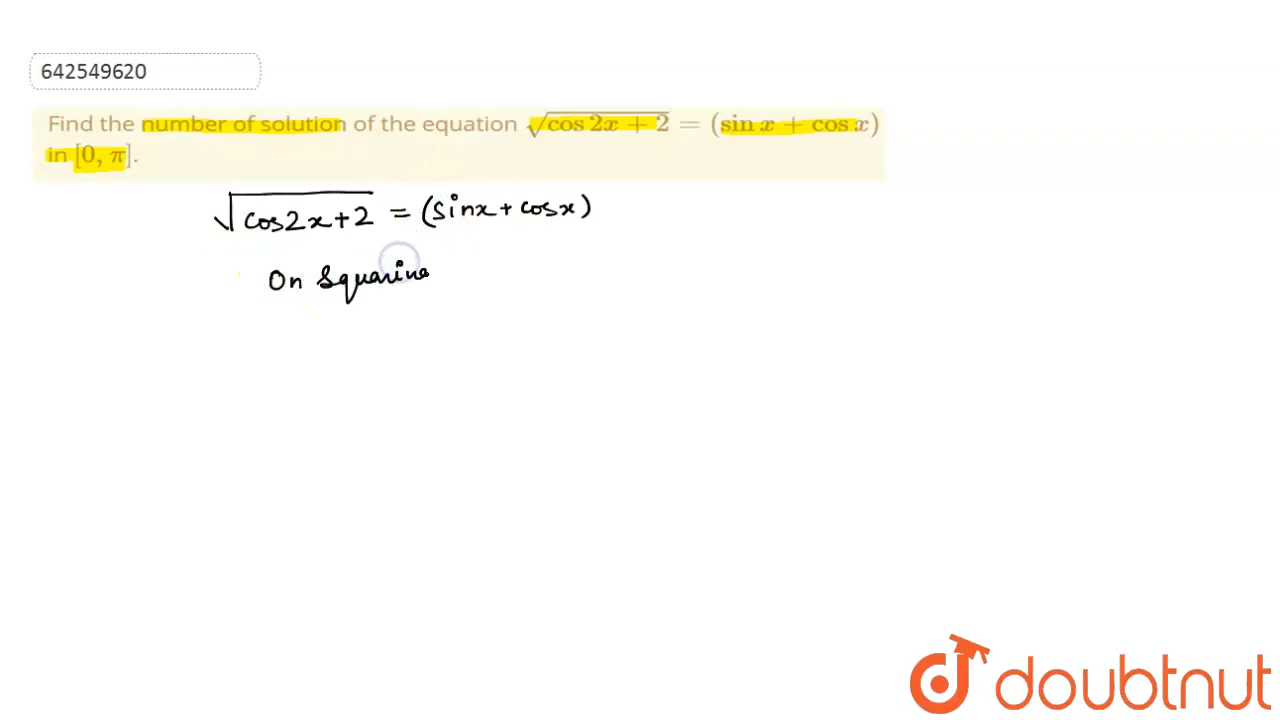 642549620
Find the number of solution of the equation √cos 2x + 2 = (sin x + cos x)
in [0, π].
√cos2x+2 = (sinx + cosx)
On Squaring
doubtnut